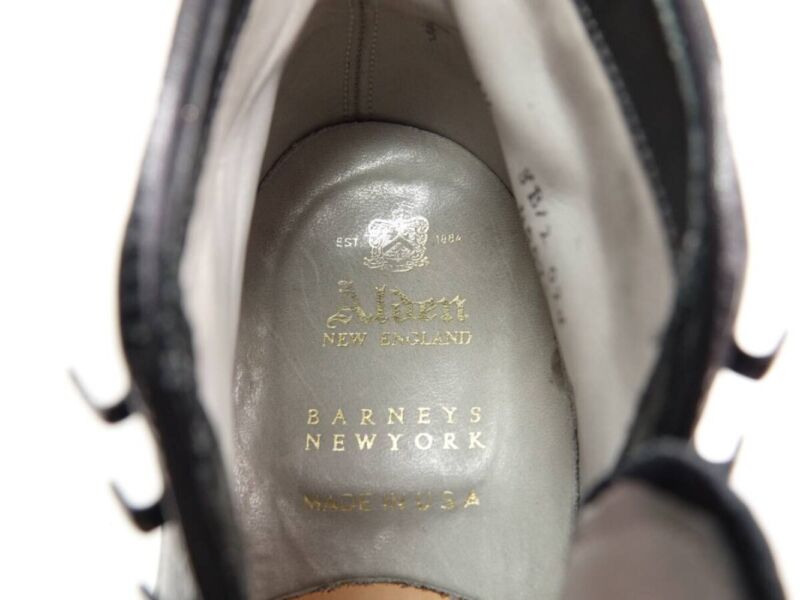 EST. 1884
Alden
NEW ENGLAND
BARNEYS
NEWYORK
MADE IN U S A